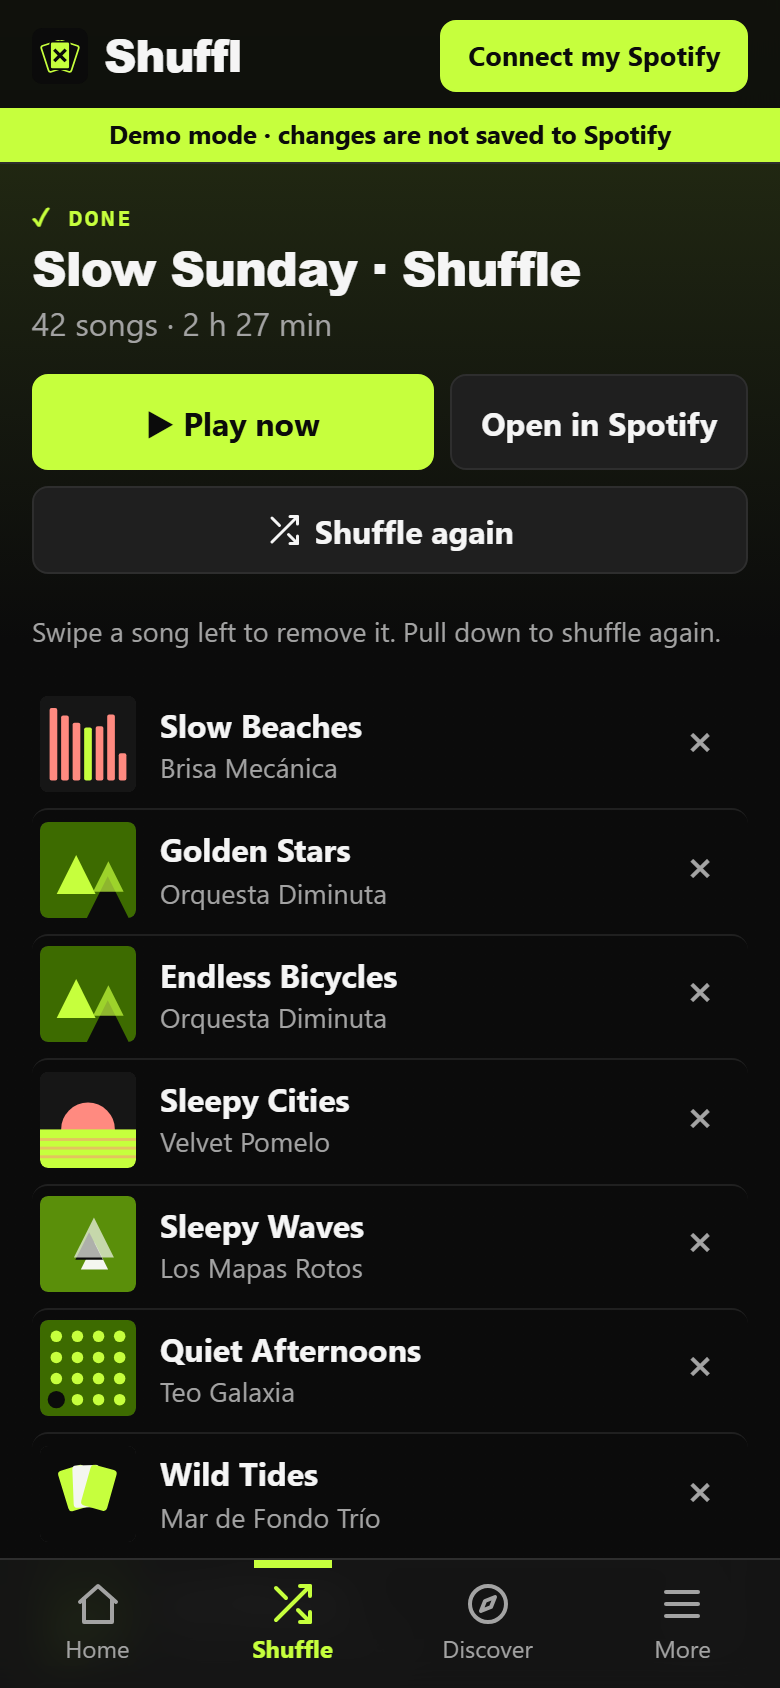 Shuffl
Connect my Spotify
Demo mode · changes are not saved to Spotify
✓ DONE
Slow Sunday · Shuffle
42 songs · 2 h 27 min
▶ Play now
Open in Spotify
Shuffle again
Swipe a song left to remove it. Pull down to shuffle again.
Slow Beaches
Brisa Mecánica
Golden Stars
Orquesta Diminuta
Endless Bicycles
Orquesta Diminuta
Sleepy Cities
Velvet Pomelo
Sleepy Waves
Los Mapas Rotos
Quiet Afternoons
Teo Galaxia
Wild Tides
Mar de Fondo Trío
Home
Shuffle
Discover
More